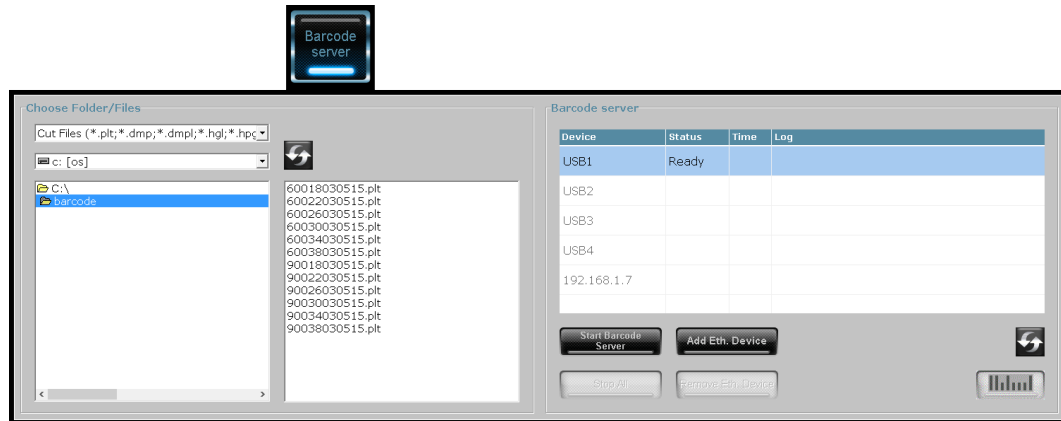 Barcode
server
Choose Folder/Files
Cut Files (*.plt;*.dmp;*.dmpl;*.hgl;*.hpg
c: [os]
C:\
barcode
60018030515.plt
60022030515.plt
60026030515.plt
60030030515.plt
60034030515.plt
60038030515.plt
90018030515.plt
90022030515.plt
90026030515.plt
90030030515.plt
90034030515.plt
90038030515.plt
Barcode server
Device Status Time Log
USB1 Ready
USB2
USB3
USB4
192.168.1.7
Start Barcode
Server
Add Eth. Device
Stop All
Remove Eth. Device